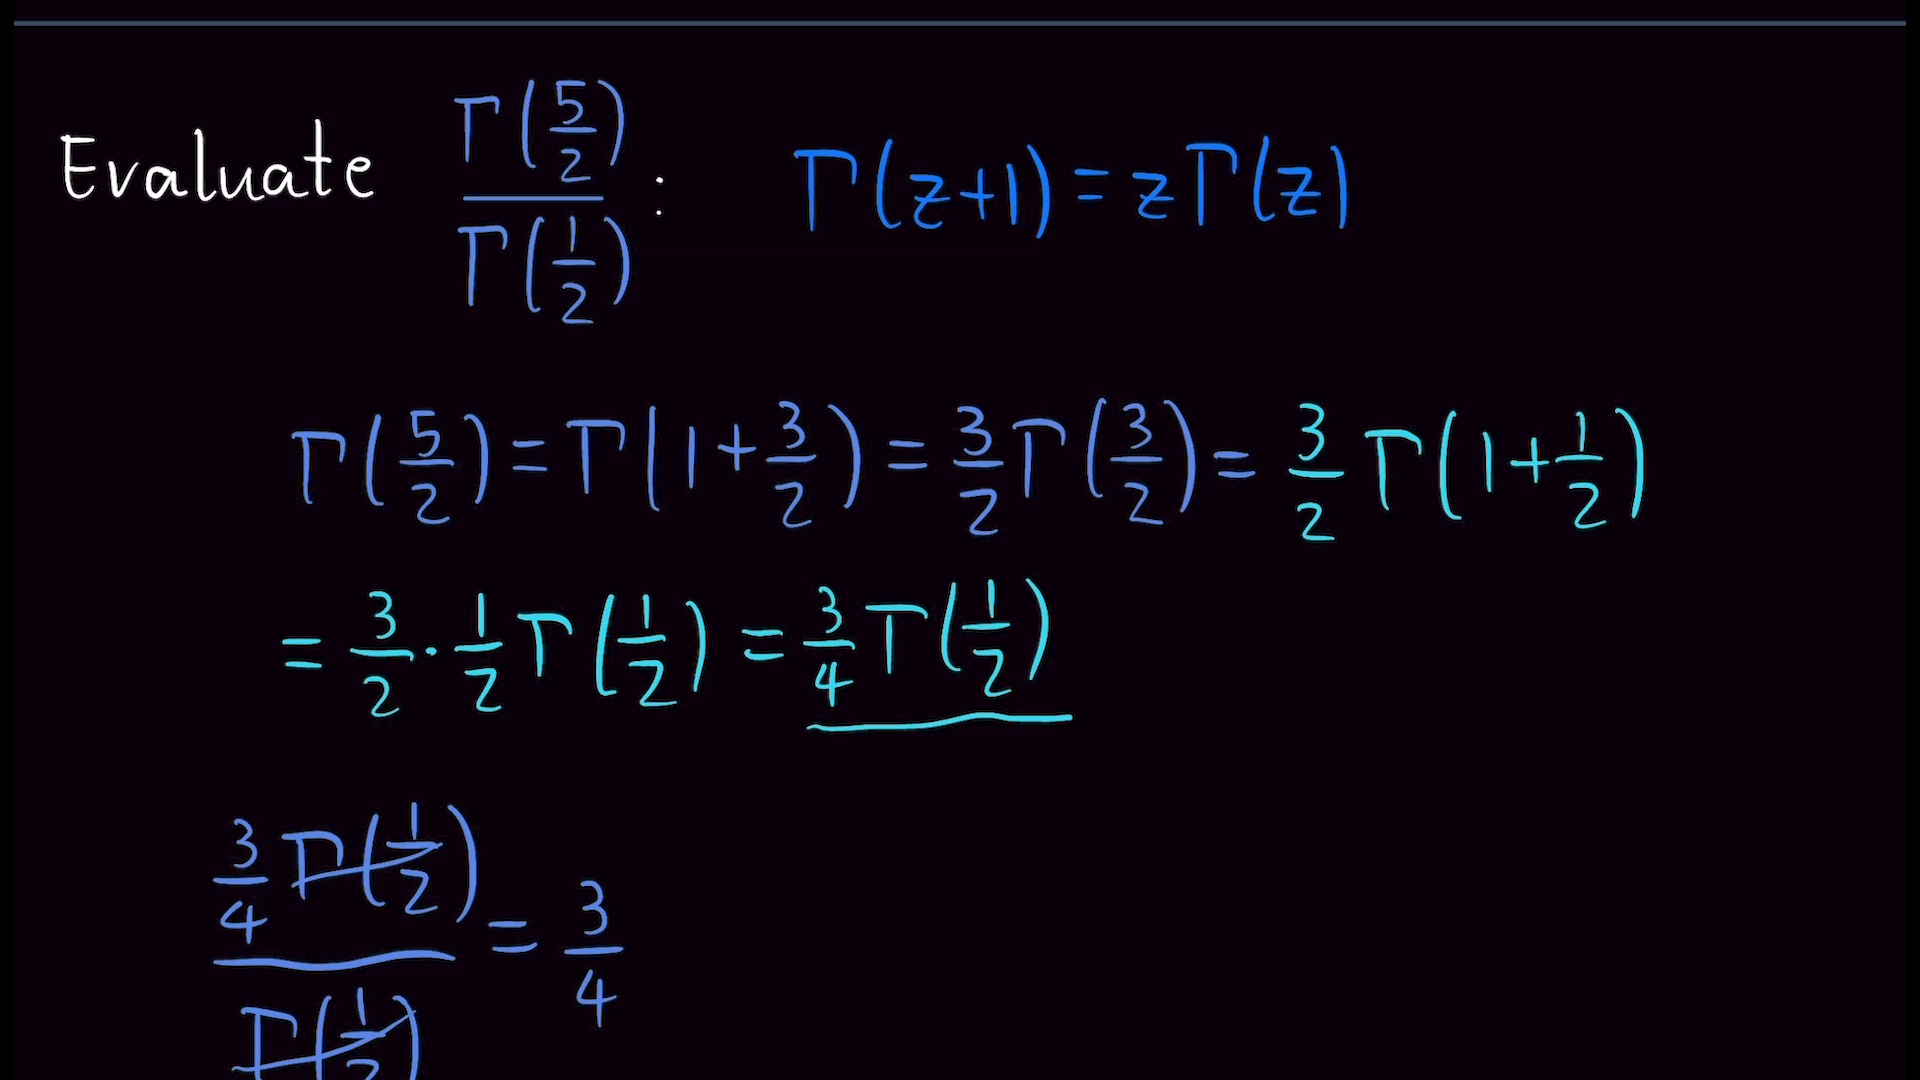 Evaluate Γ(5/2) / Γ(1/2) : Γ(z+1) = zΓ(z)
Γ(5/2) = Γ(1+3/2) = 3/2 Γ(3/2) = 3/2 Γ(1+1/2)
= 3/2 · 1/2 Γ(1/2) = 3/4 Γ(1/2)
3/4 Γ(1/2) / Γ(1/2) = 3/4